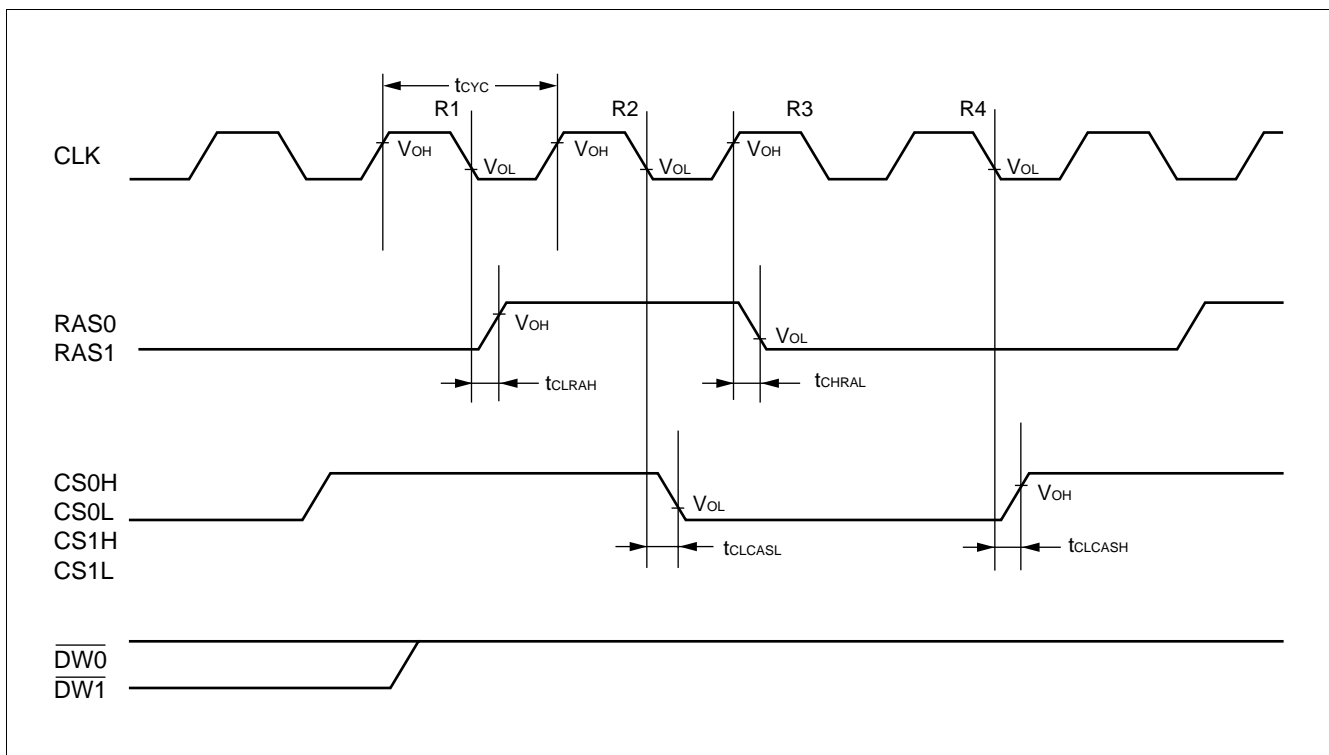 tCYC
R1 R2 R3 R4
CLK
VOH VOL VOH VOL VOH VOL
RAS0
RAS1
VOH VOL
tCLRAH tCHRAL
CS0H
CS0L
CS1H
CS1L
VOL VOH
tCLCASL tCLCASH
DW0
DW1